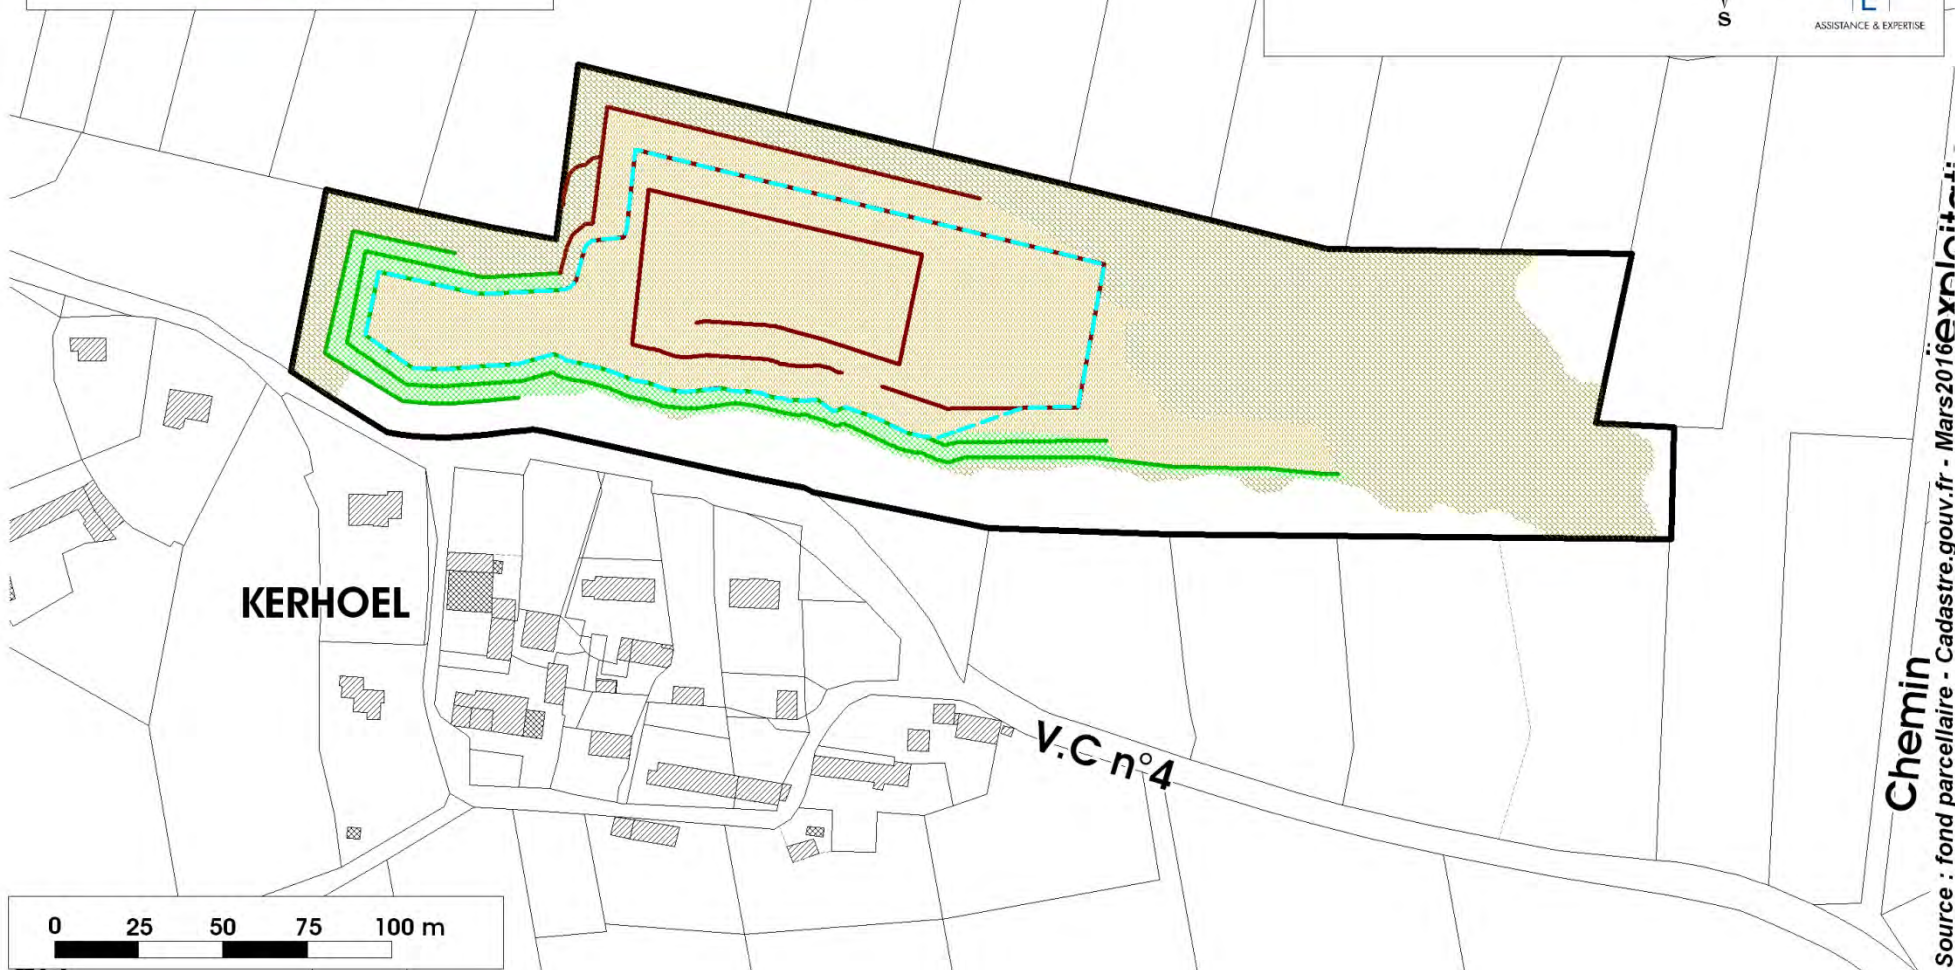 S
ASSISTANCE & EXPERTISE
KERHOEL
V.C n°4
Chemin
Source : fond parcellaire - Cadastre.gouv.fr - Mars2016
0 25 50 75 100 m